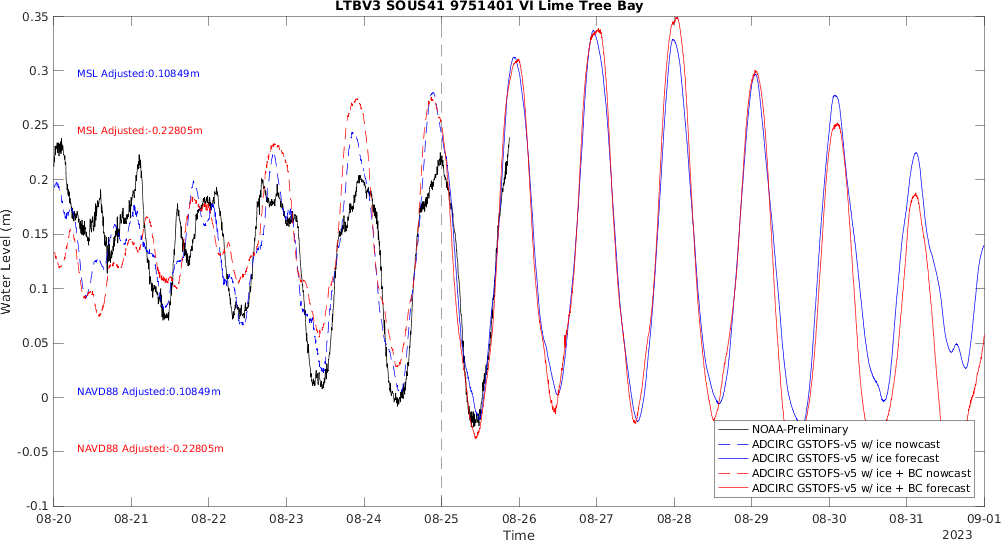 LTBV3 SOUS41 9751401 VI Lime Tree Bay
0.35
0.3
0.25
0.2
0.15
0.1
0.05
0
-0.05
-0.1
Water Level (m)
MSL Adjusted:0.10849m
MSL Adjusted:-0.22805m
NAVD88 Adjusted:0.10849m
NAVD88 Adjusted:-0.22805m
NOAA-Preliminary
ADCIRC GSTOFS-v5 w/ ice nowcast
ADCIRC GSTOFS-v5 w/ ice forecast
ADCIRC GSTOFS-v5 w/ ice + BC nowcast
ADCIRC GSTOFS-v5 w/ ice + BC forecast
08-20 08-21 08-22 08-23 08-24 08-25 08-26 08-27 08-28 08-29 08-30 08-31 09-01
Time
2023